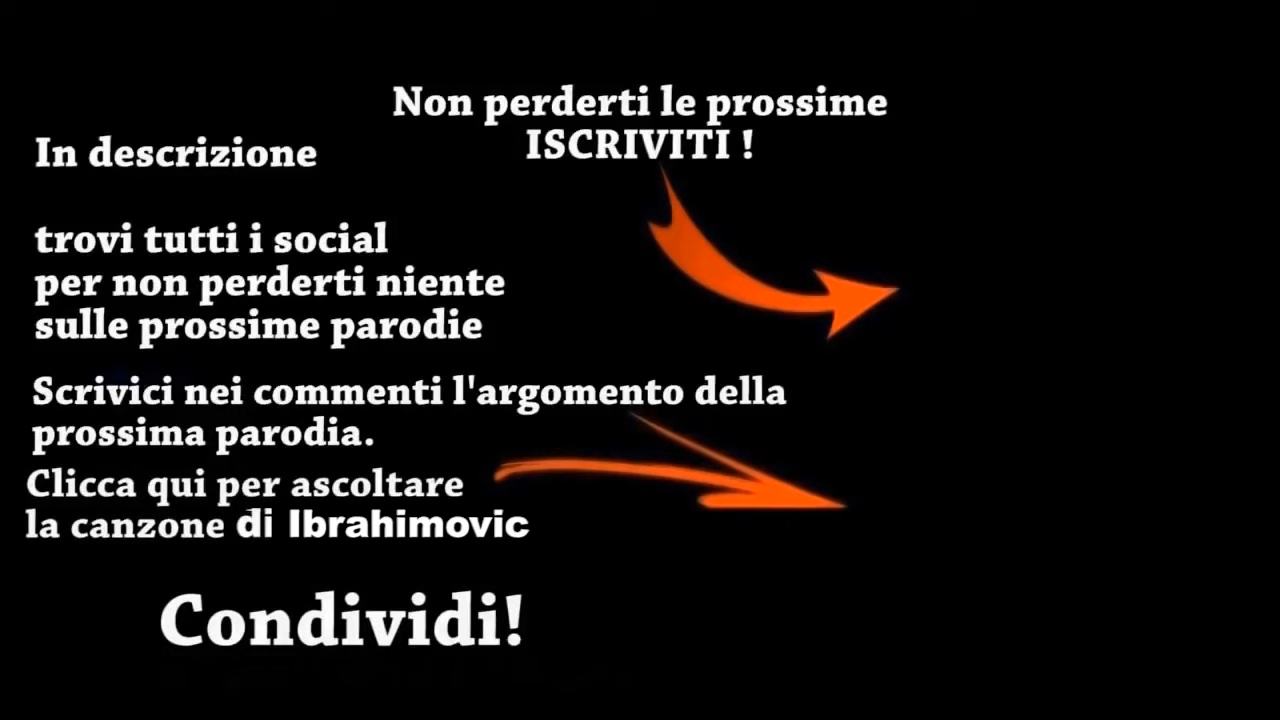 Non perderti le prossime
ISCRIVITI !
In descrizione
trovi tutti i social
per non perderti niente
sulle prossime parodie
Scrivici nei commenti l'argomento della
prossima parodia.
Clicca qui per ascoltare
la canzone di Ibrahimovic
Condividi!